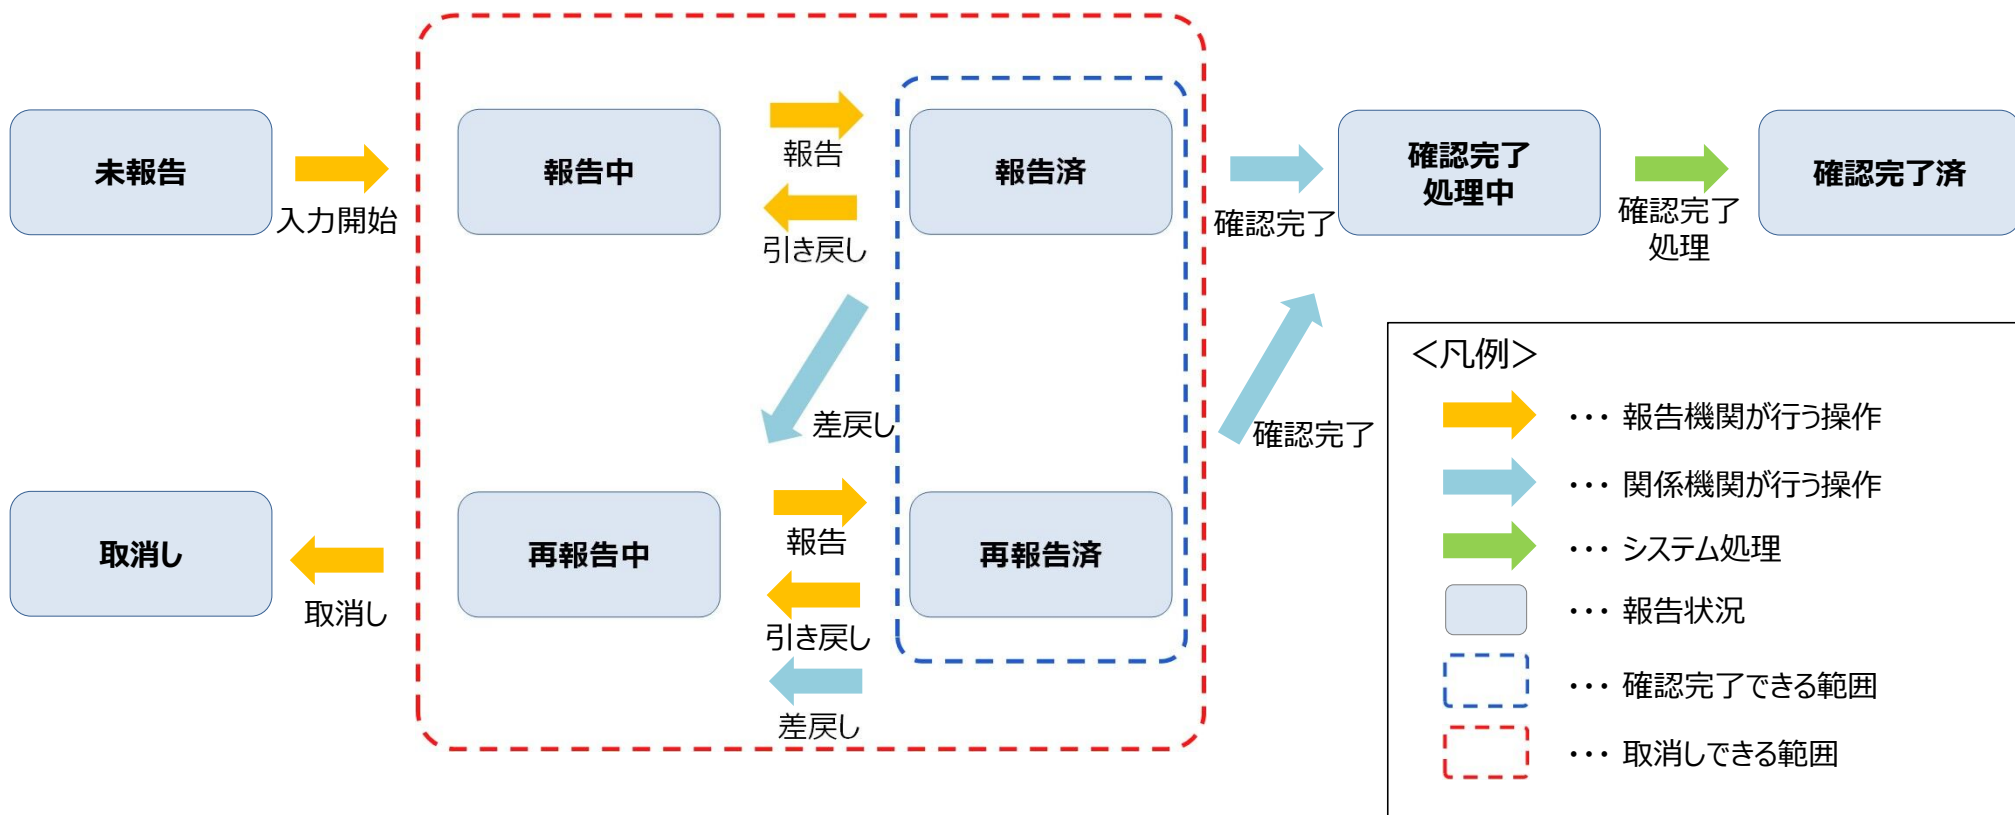 未報告
入力開始
報告中
報告
引き戻し
報告済
確認完了
確認完了
処理中
確認完了
処理
確認完了済
差戻し
確認完了
取消し
取消し
再報告中
報告
引き戻し
差戻し
再報告済
＜凡例＞
・・・ 報告機関が行う操作
・・・ 関係機関が行う操作
・・・ システム処理
・・・ 報告状況
・・・ 確認完了できる範囲
・・・ 取消しできる範囲